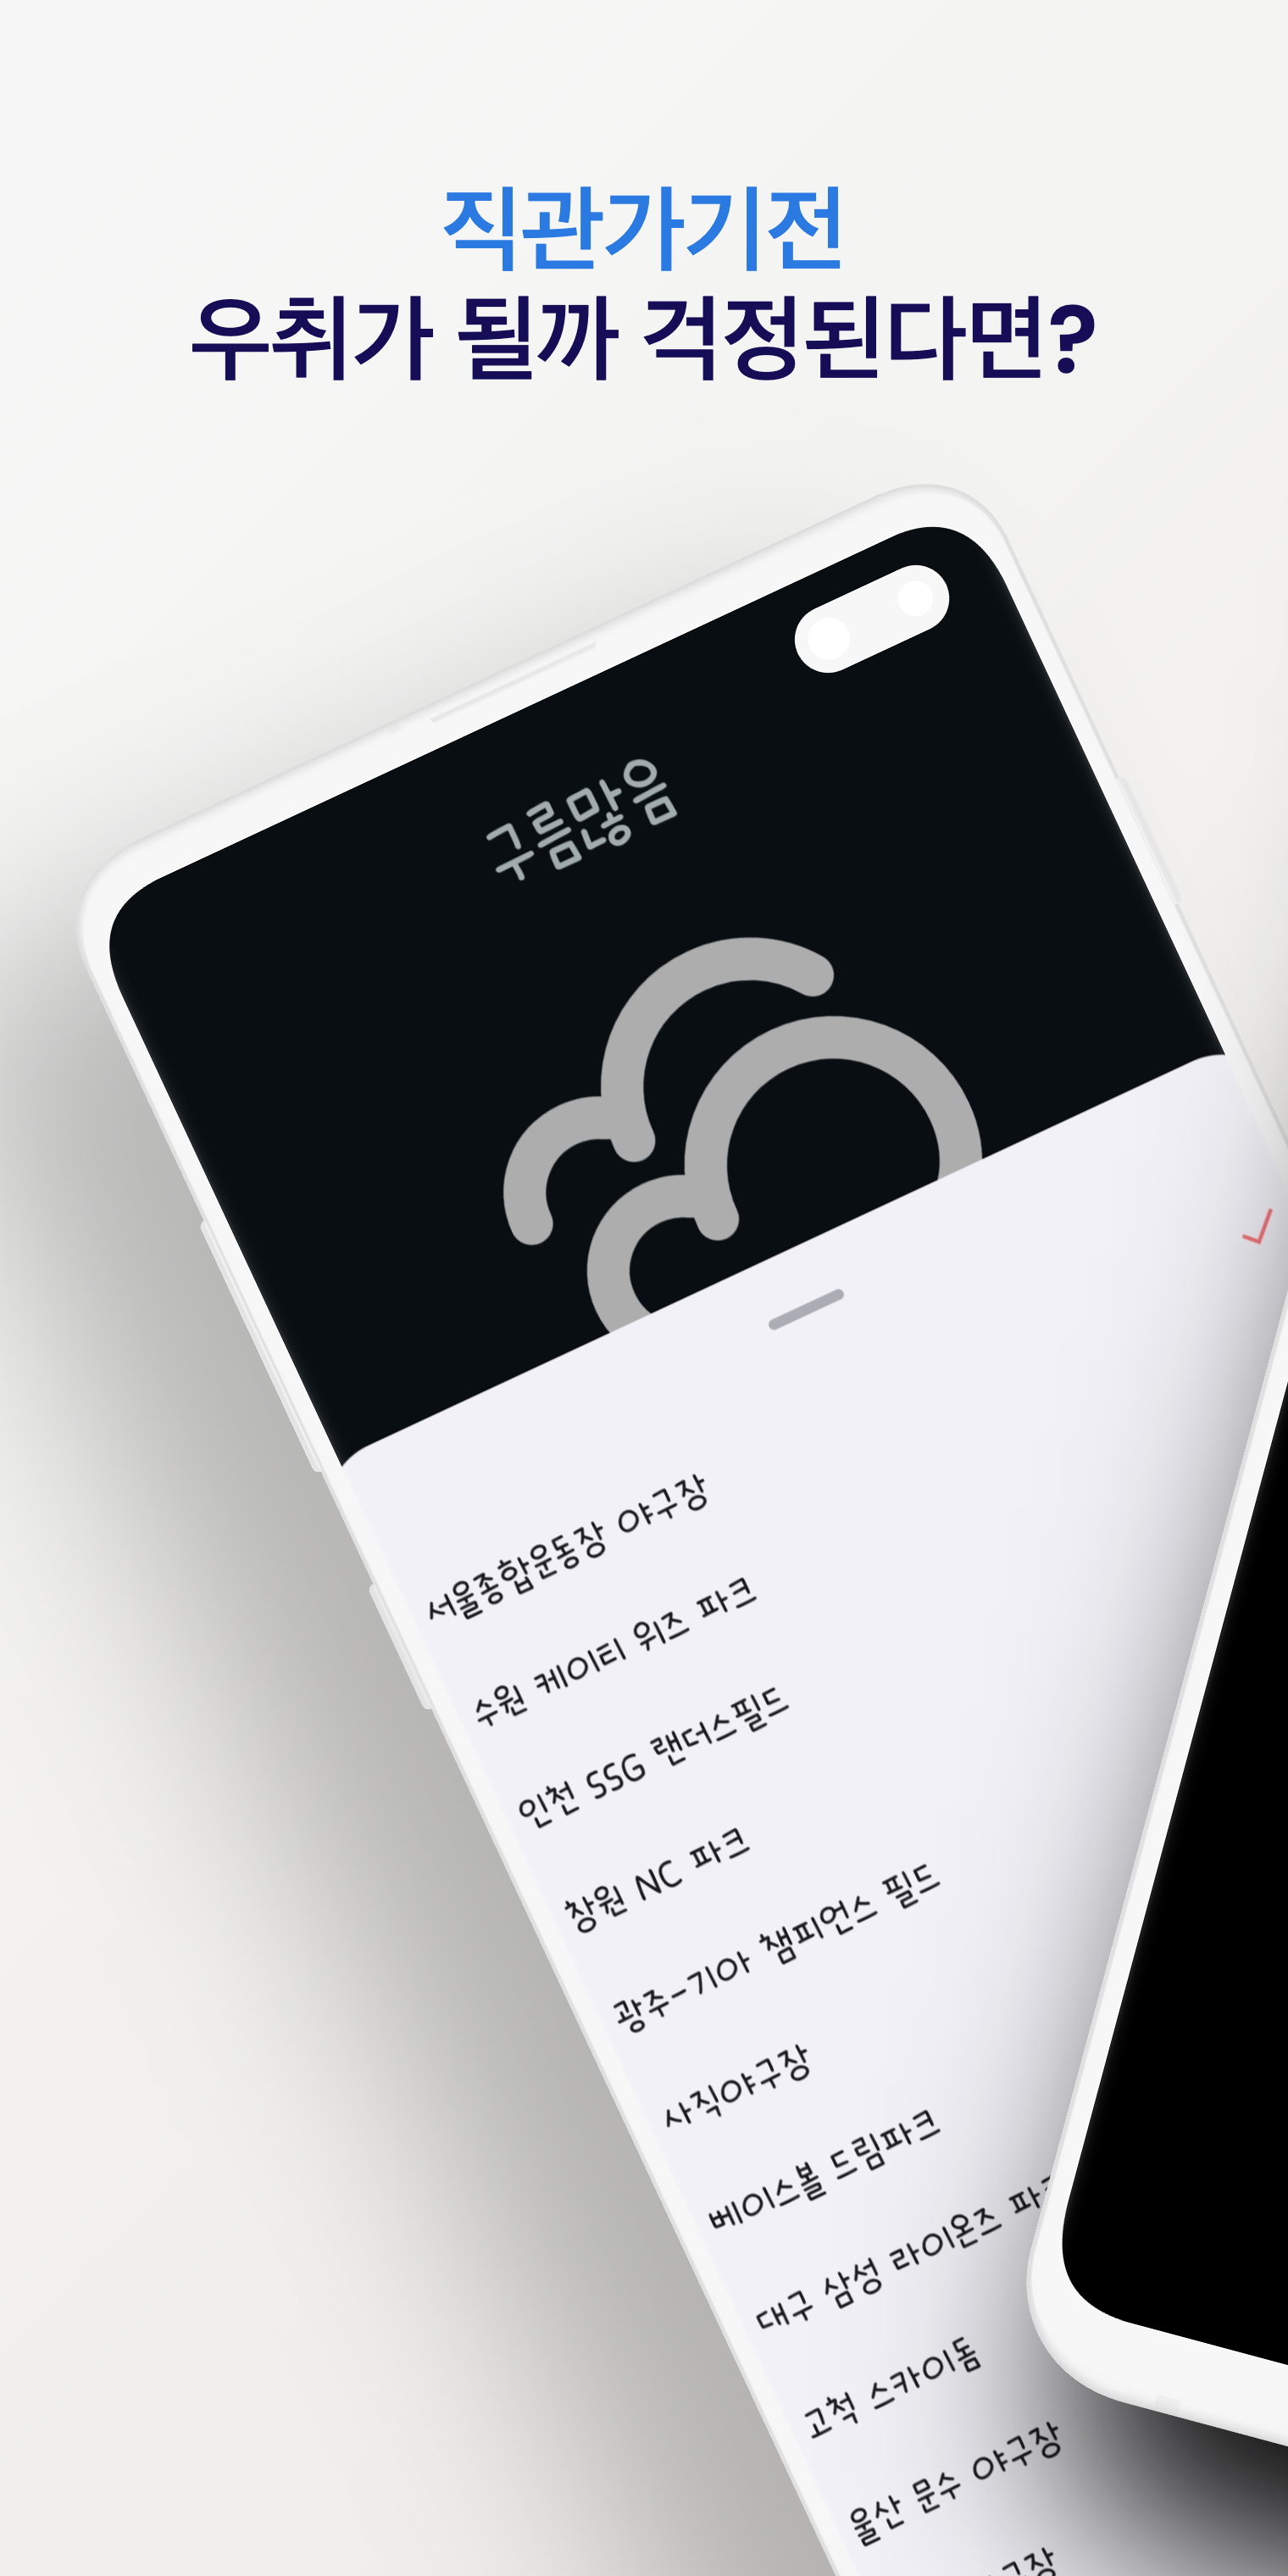 직관가기전
우취가 될까 걱정된다면?
구름많음
서울종합운동장 야구장
수원 케이티 위즈 파크
인천 SSG 랜더스필드
창원 NC 파크
광주-기아 챔피언스 필드
사직야구장
베이스볼 드림파크
대구 삼성 라이온즈
고척 스카이돔
울산 문수 야구장